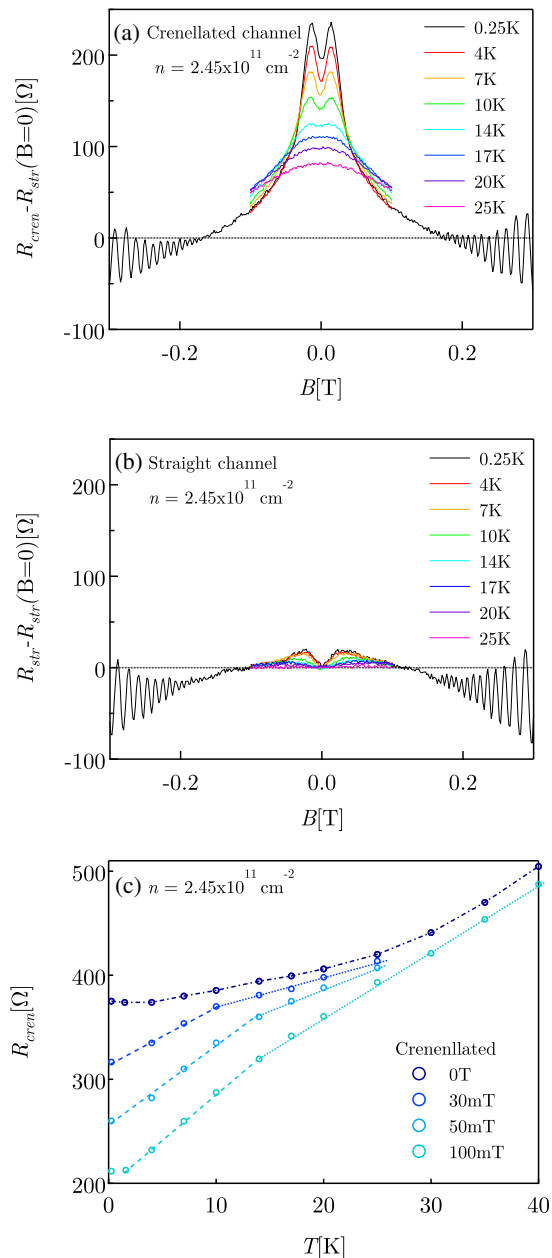 (a) Crenellated channel
n = 2.45x10^11 cm^-2
0.25K
4K
7K
10K
14K
17K
20K
25K
R_cren-R_str(B=0)[Ω]
200
100
0
-100
-0.2
0.0
0.2
B[T]
(b) Straight channel
n = 2.45x10^11 cm^-2
0.25K
4K
7K
10K
14K
17K
20K
25K
R_str-R_str(B=0)[Ω]
200
100
0
-100
-0.2
0.0
0.2
B[T]
(c) n = 2.45x10^11 cm^-2
R_cren[Ω]
500
400
300
200
Crenenllated
0T
30mT
50mT
100mT
0
10
20
30
40
T[K]